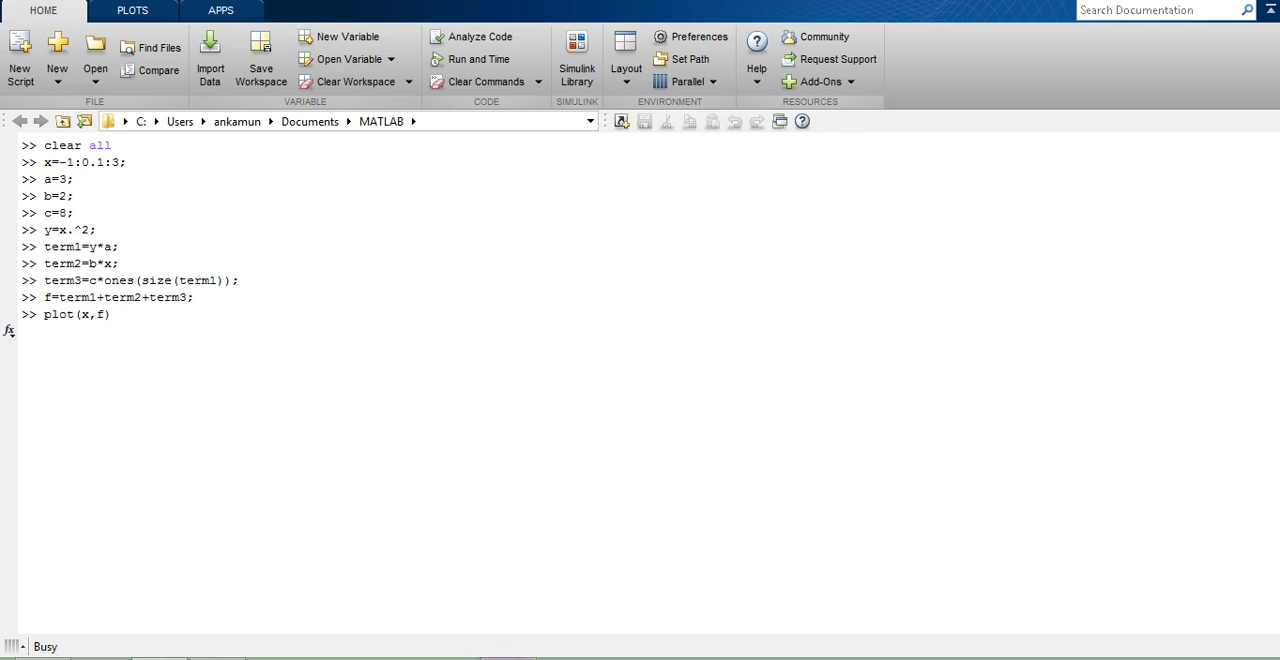 HOME PLOTS APPS Search Documentation
New Script New Open Find Files Compare Import Data Save Workspace New Variable Open Variable Clear Workspace Analyze Code Run and Time Clear Commands Simulink Library Layout Preferences Set Path Parallel Help Community Request Support Add-Ons
FILE VARIABLE CODE SIMULINK ENVIRONMENT RESOURCES
C: Users ankamun Documents MATLAB
>> clear all
>> x=-1:0.1:3;
>> a=3;
>> b=2;
>> c=8;
>> y=x.^2;
>> term1=y*a;
>> term2=b*x;
>> term3=c*ones(size(term1));
>> f=term1+term2+term3;
>> plot(x,f)
fx
Busy